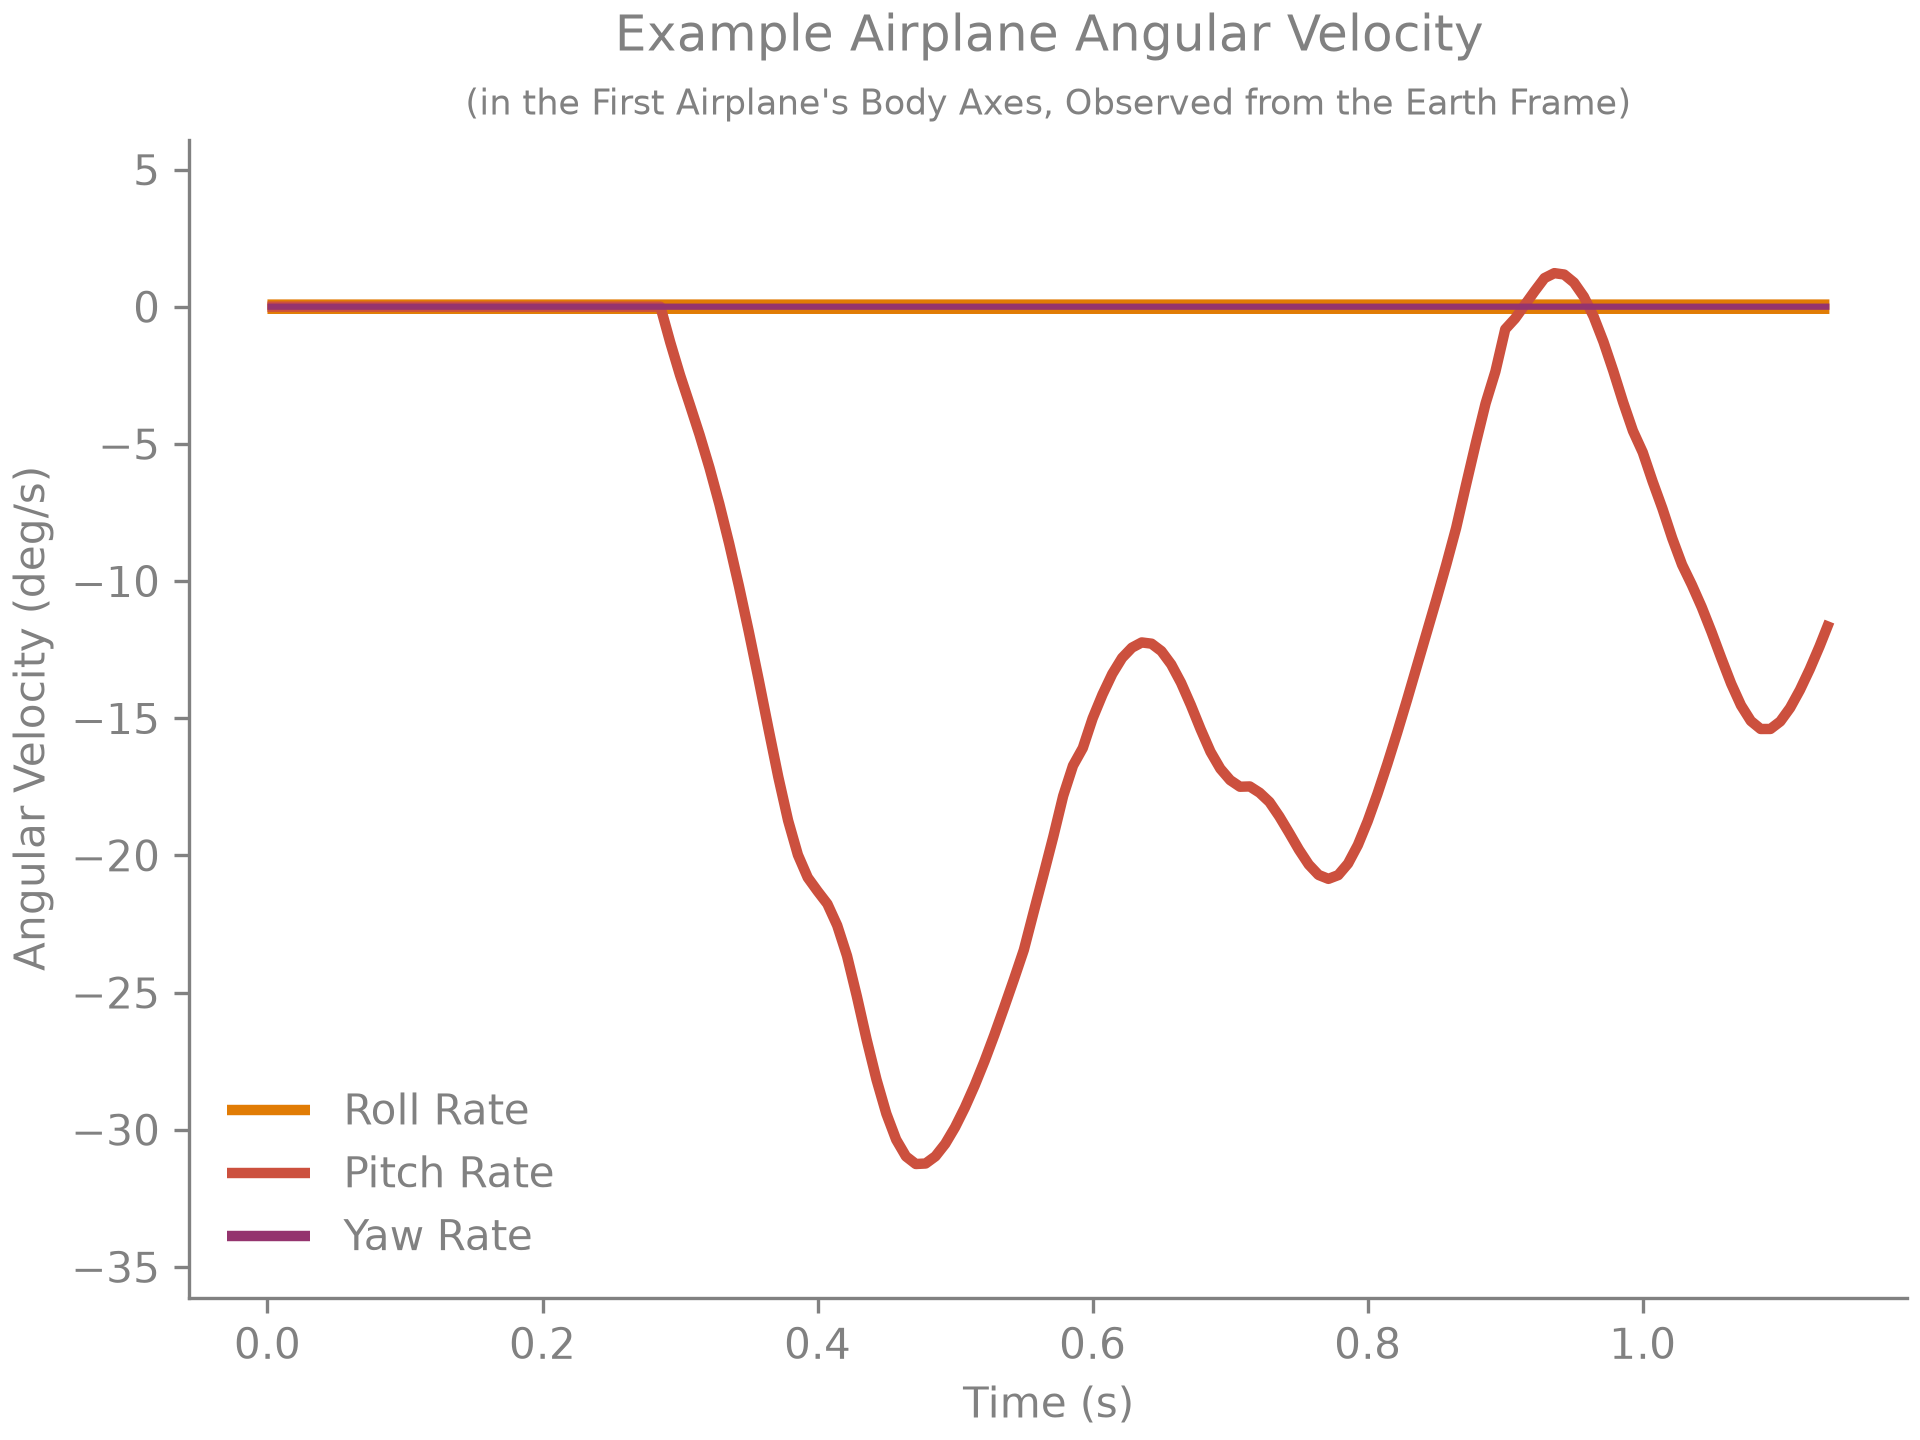 Example Airplane Angular Velocity
(in the First Airplane's Body Axes, Observed from the Earth Frame)
Angular Velocity (deg/s)
5
0
−5
−10
−15
−20
−25
−30
−35
Roll Rate
Pitch Rate
Yaw Rate
0.0 0.2 0.4 0.6 0.8 1.0
Time (s)